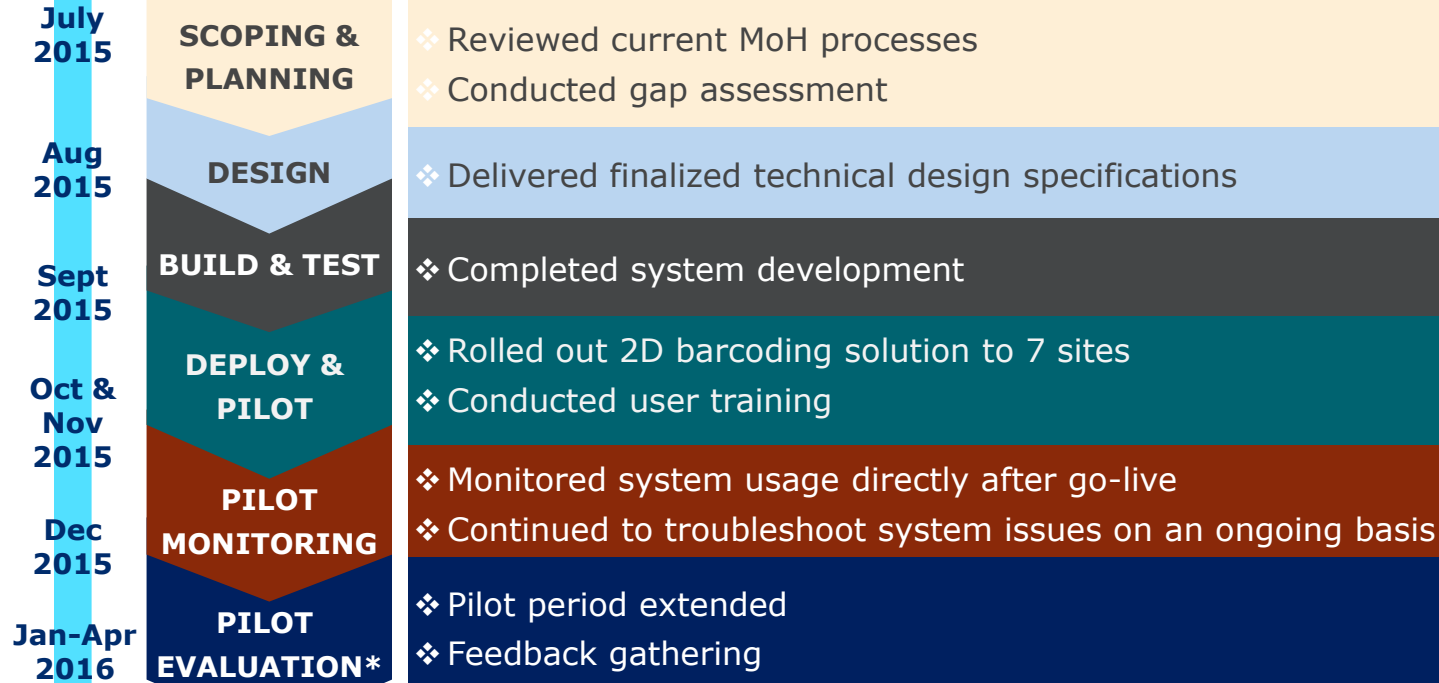 July
2015
SCOPING &
PLANNING
❖ Reviewed current MoH processes
❖ Conducted gap assessment
Aug
2015
DESIGN
❖ Delivered finalized technical design specifications
Sept
2015
BUILD & TEST
❖ Completed system development
Oct &
Nov
2015
DEPLOY &
PILOT
❖ Rolled out 2D barcoding solution to 7 sites
❖ Conducted user training
Dec
2015
PILOT
MONITORING
❖ Monitored system usage directly after go-live
❖ Continued to troubleshoot system issues on an ongoing basis
Jan-Apr
2016
PILOT
EVALUATION*
❖ Pilot period extended
❖ Feedback gathering